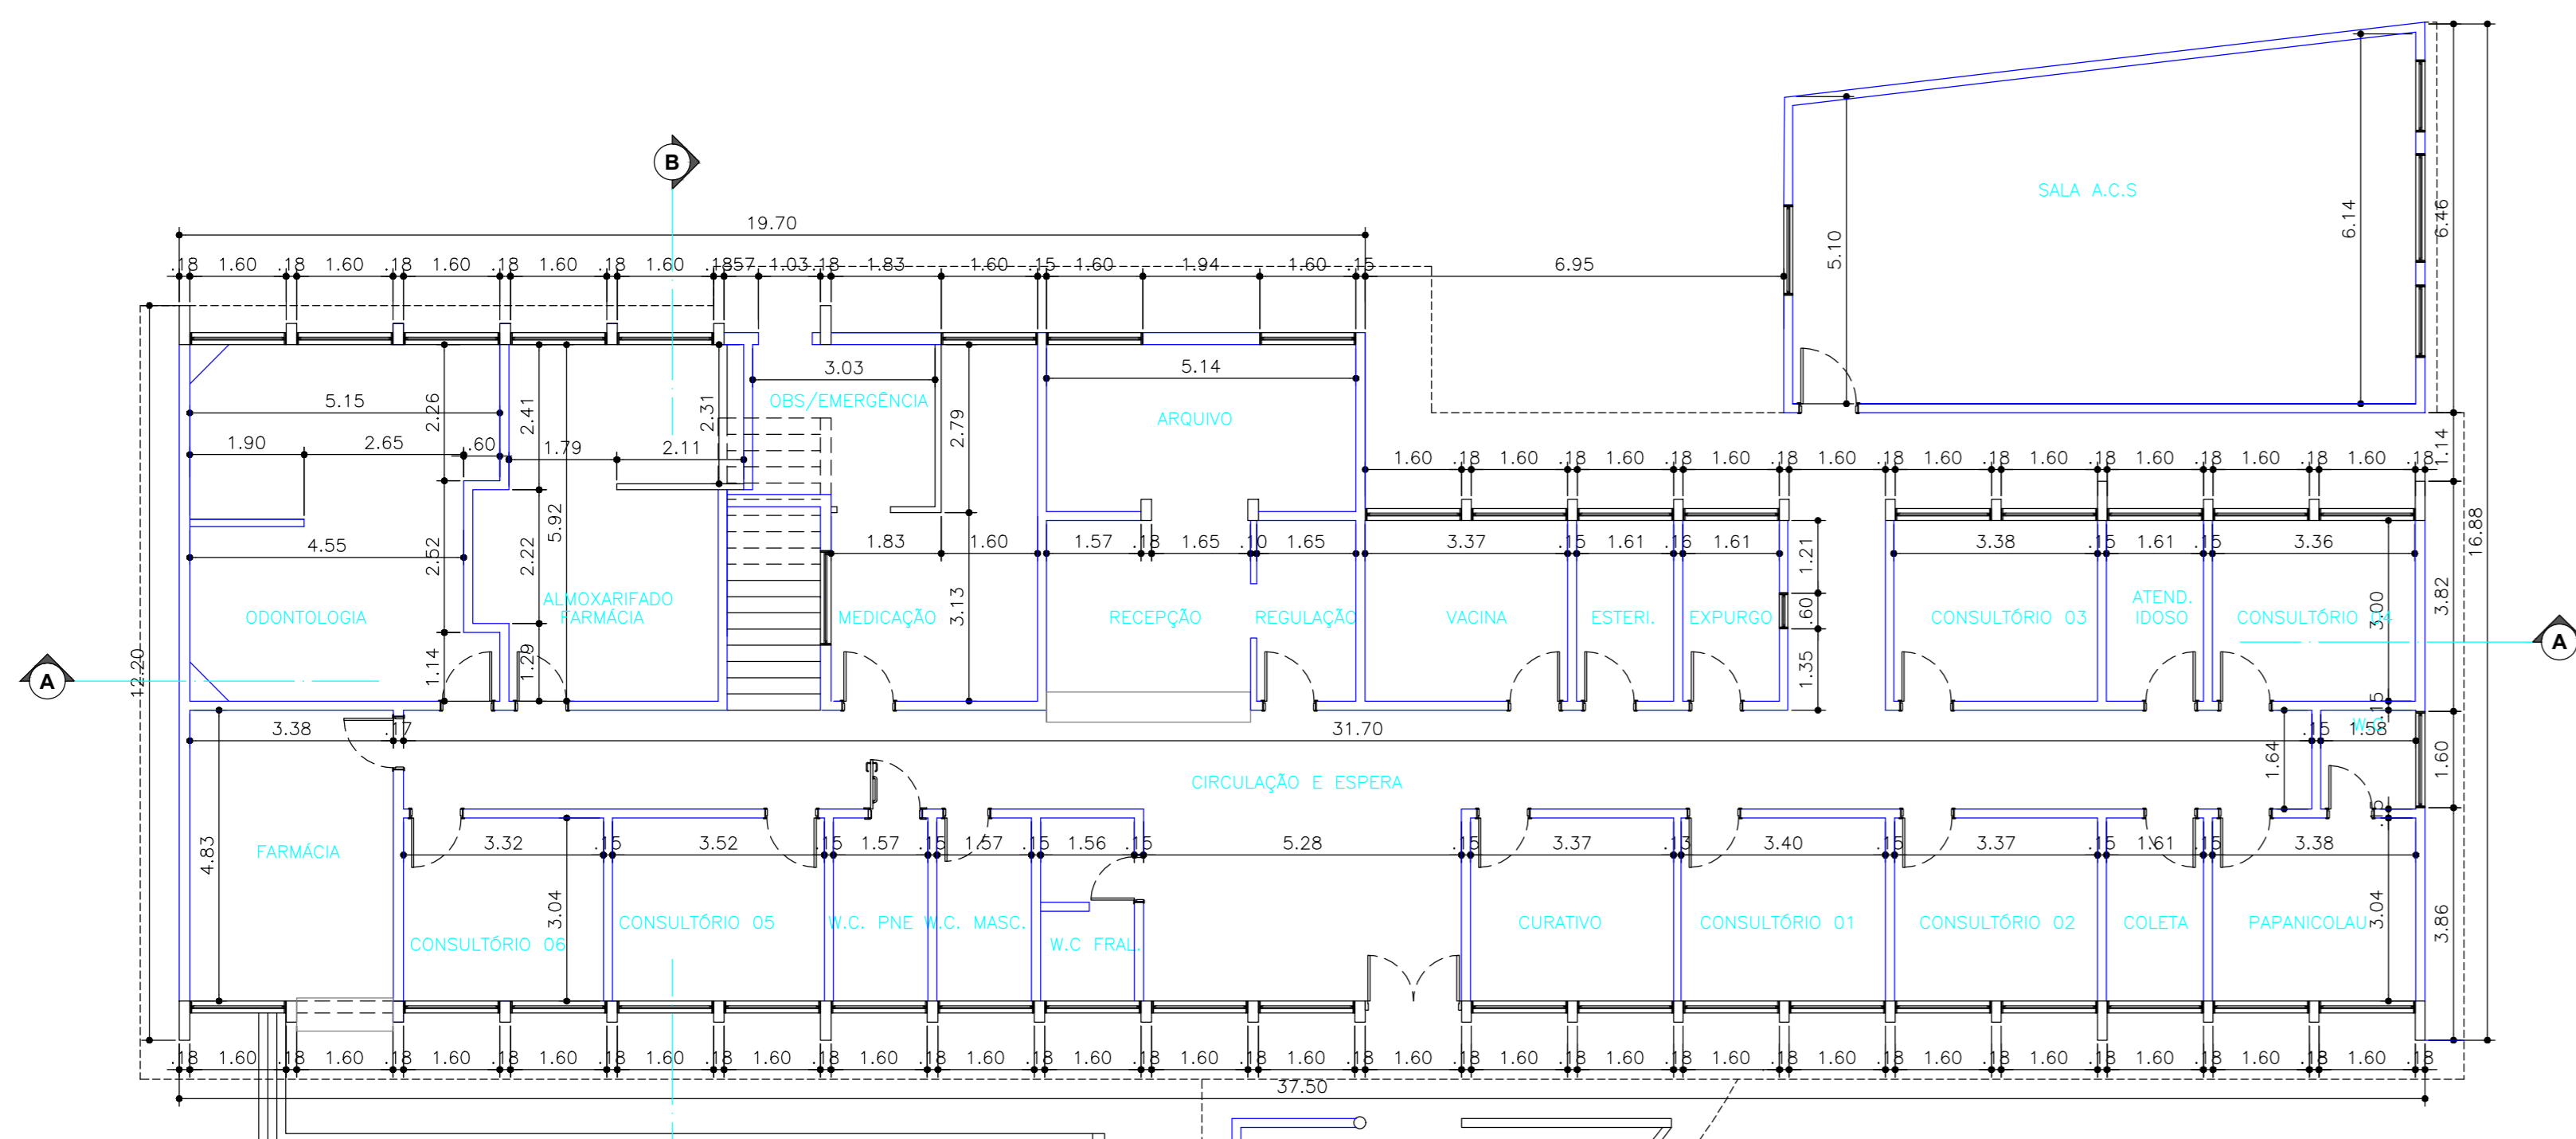 B
SALA A.C.S
6.14
6.46
5.10
19.70
.18 1.60 .18 1.60 .18 1.60 .18 1.60 .18 1.60 .18 .57 1.03 .18 1.83 1.60 .15 1.60 1.94 1.60 .15 6.95
16.88
1.14
3.03
5.14
OBS/EMERGÊNCIA
ARQUIVO
5.15
2.26
2.41
2.31
2.79
1.90 2.65 .60 1.79 2.11
1.60 .18 1.60 .18 1.60 .18 1.60 .18 1.60 .18 1.60 .18 1.60 .18 1.60 .18 1.60 .18 1.60 .18
4.55
2.52
2.22
5.92
1.83 1.60 1.57 .18 1.65 .10 1.65 3.37 .15 1.61 .16 1.61 3.38 .15 1.61 .15 3.36
1.21
.60
1.35
3.13
3.00
3.82
ODONTOLOGIA
ALMOXARIFADO
FARMÁCIA
MEDICAÇÃO
RECEPÇÃO
REGULAÇÃO
VACINA
ESTERI.
EXPURGO
CONSULTÓRIO 03
ATEND.
IDOSO
CONSULTÓRIO 04
A
A
12.20
1.14
1.29
.15
W.C
3.38 .17 31.70 .15 1.58
1.64
1.60
CIRCULAÇÃO E ESPERA
.15
4.83
FARMÁCIA
3.32 .15 3.52 .15 1.57 .15 1.57 .15 1.56 .15 5.28 .15 3.37 .13 3.40 .15 3.37 .15 1.61 .15 3.38
3.04
3.04
3.86
CONSULTÓRIO 06
CONSULTÓRIO 05
W.C. PNE
W.C. MASC.
W.C FRAL.
CURATIVO
CONSULTÓRIO 01
CONSULTÓRIO 02
COLETA
PAPANICOLAU
.18 1.60 .18 1.60 .18 1.60 .18 1.60 .18 1.60 .18 1.60 .18 1.60 .18 1.60 .18 1.60 .18 1.60 .18 1.60 .18 1.60 .18 1.60 .18 1.60 .18 1.60 .18 1.60 .18 1.60 .18 1.60 .18 1.60 .18 1.60 .18 1.60 .18
37.50